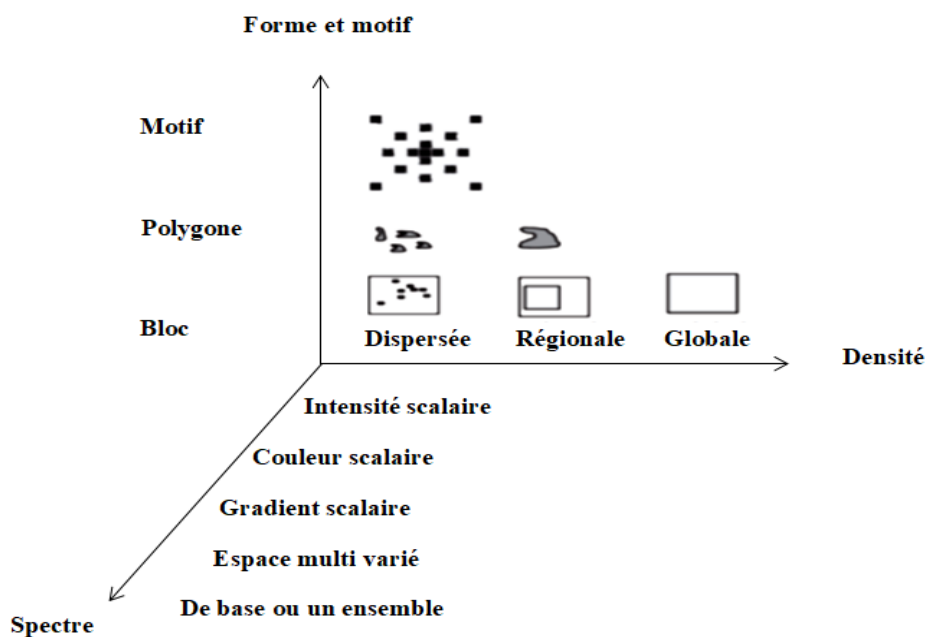 Forme et motif
Motif
Polygone
Bloc
Dispersée Régionale Globale
Densité
Intensité scalaire
Couleur scalaire
Gradient scalaire
Espace multi varié
De base ou un ensemble
Spectre